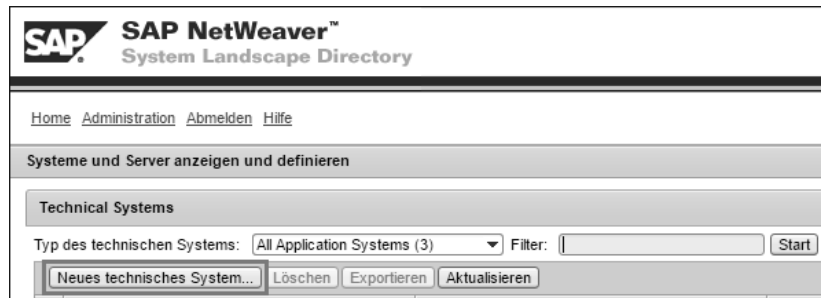 SAP SAP NetWeaver™
System Landscape Directory
Home Administration Abmelden Hilfe
Systeme und Server anzeigen und definieren
Technical Systems
Typ des technischen Systems: All Application Systems (3) Filter: Start
Neues technisches System... Löschen Exportieren Aktualisieren